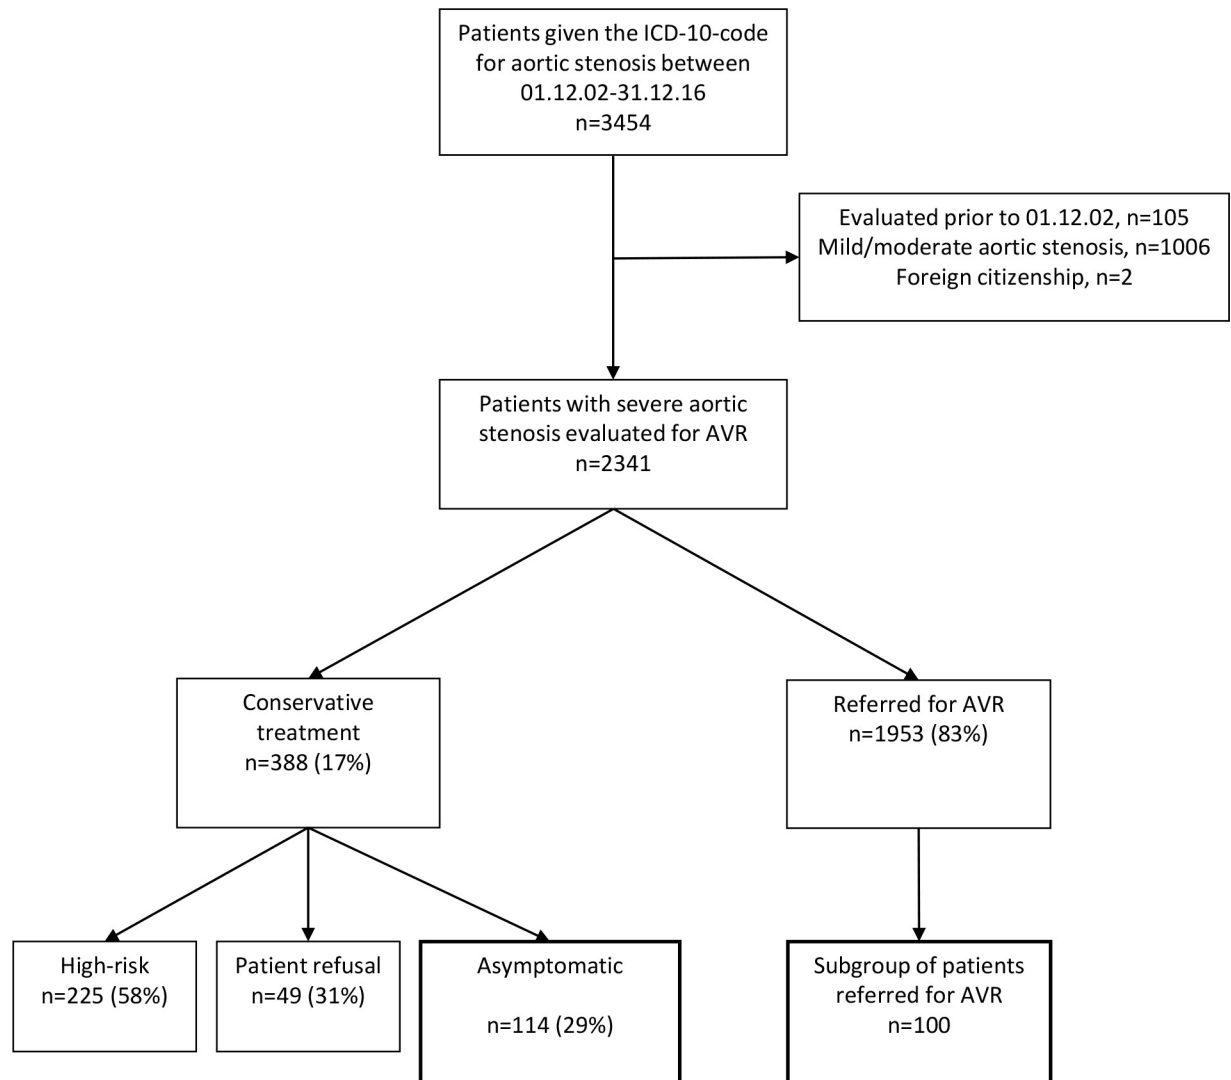 Patients given the ICD-10-code
for aortic stenosis between
01.12.02-31.12.16
n=3454
Evaluated prior to 01.12.02, n=105
Mild/moderate aortic stenosis, n=1006
Foreign citizenship, n=2
Patients with severe aortic
stenosis evaluated for AVR
n=2341
Conservative
treatment
n=388 (17%)
Referred for AVR
n=1953 (83%)
High-risk
n=225 (58%)
Patient refusal
n=49 (31%)
Asymptomatic
n=114 (29%)
Subgroup of patients
referred for AVR
n=100